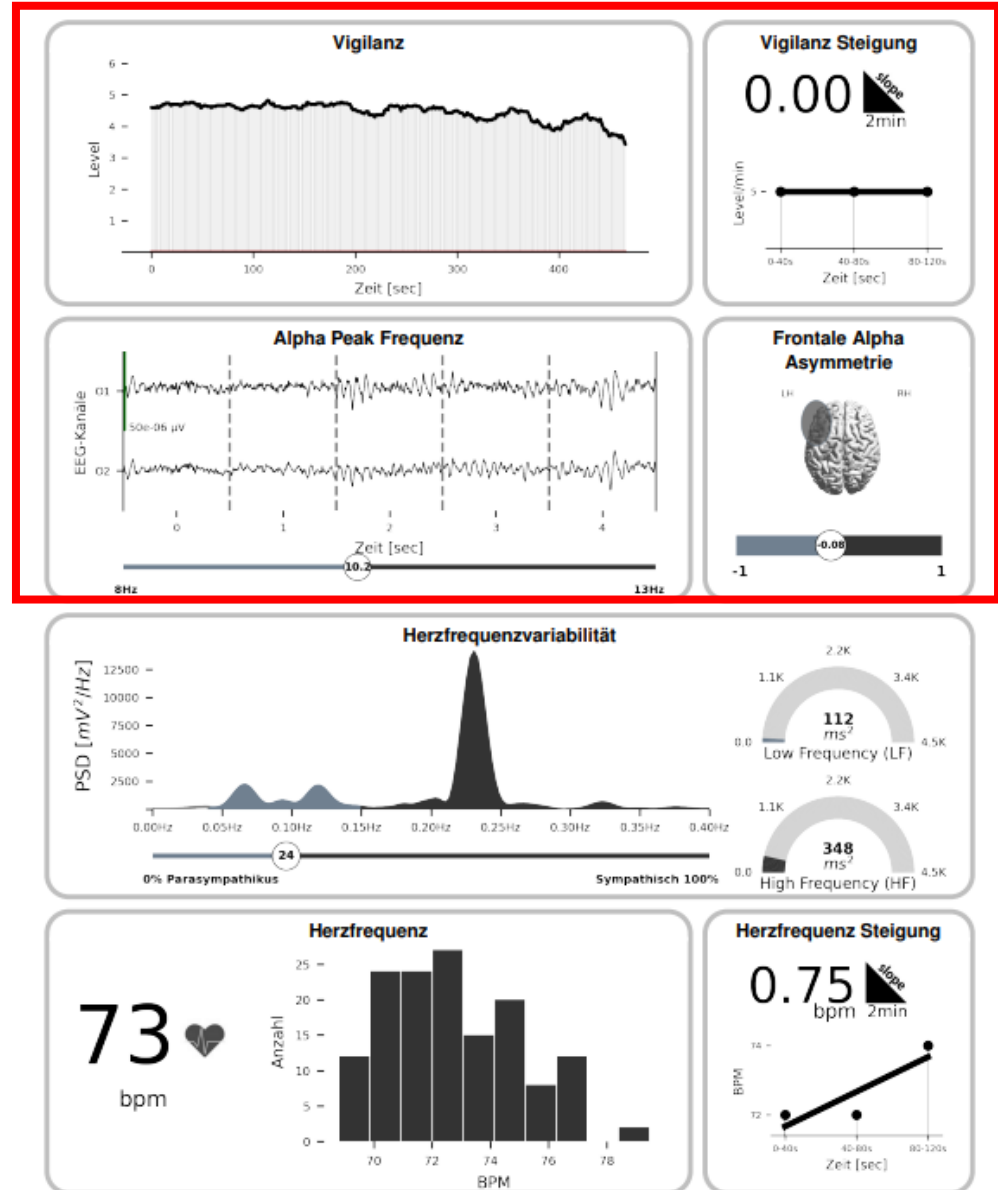 Vigilanz
6
5
4
3
2
1
Level
0 100 200 300 400
Zeit [sec]
Vigilanz Steigung
0.00 slope
2min
Level/min
5
0-40s 40-80s 80-120s
Zeit [sec]
Alpha Peak Frequenz
EEG-Kanäle
O1
50e-06 µV
O2
0 1 2 3 4
Zeit [sec]
10.2
8Hz 13Hz
Frontale Alpha
Asymmetrie
LH RH
-0.08
-1 1
Herzfrequenzvariabilität
PSD [mV²/Hz]
12500
10000
7500
5000
2500
0.00Hz 0.05Hz 0.10Hz 0.15Hz 0.20Hz 0.25Hz 0.30Hz 0.35Hz 0.40Hz
24
0% Parasympathikus Sympathisch 100%
2.2K
1.1K 3.4K
112
ms²
0.0 4.5K
Low Frequency (LF)
2.2K
1.1K 3.4K
348
ms²
0.0 4.5K
High Frequency (HF)
Herzfrequenz
73
bpm
Anzahl
25
20
15
10
5
0
70 72 74 76 78
BPM
Herzfrequenz Steigung
0.75 slope
bpm 2min
BPM
74
72
0-40s 40-80s 80-120s
Zeit [sec]